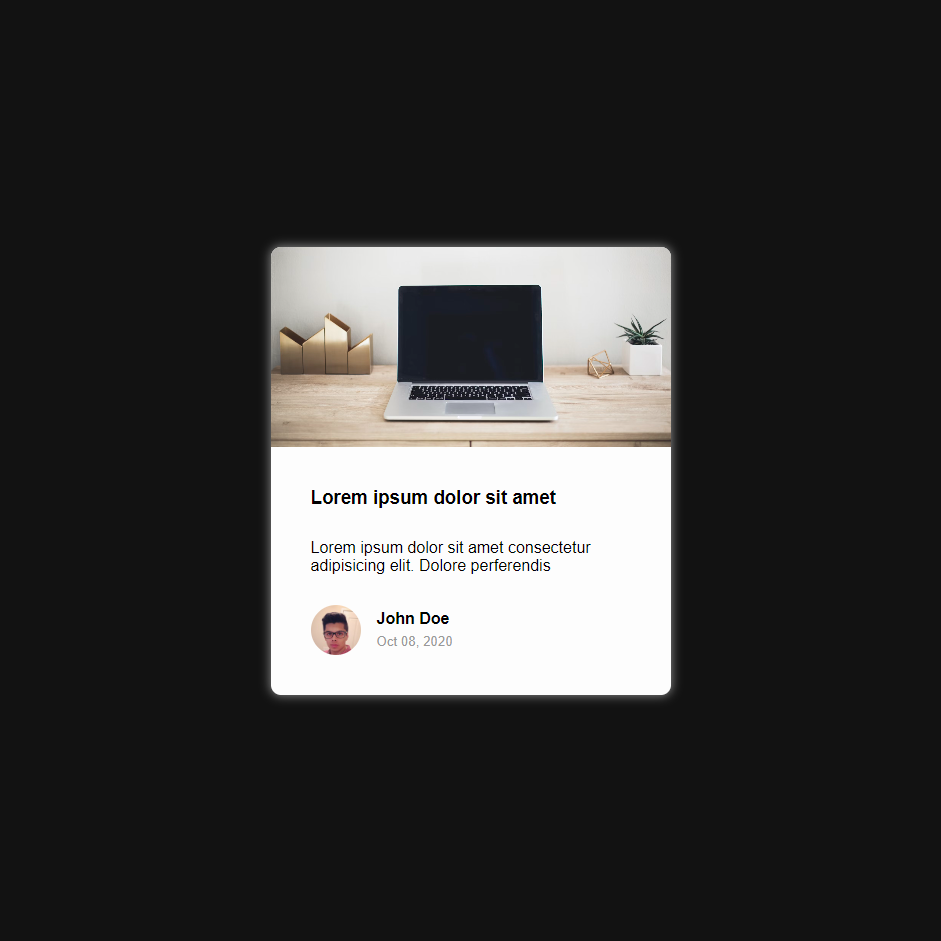 Lorem ipsum dolor sit amet
Lorem ipsum dolor sit amet consectetur
adipisicing elit. Dolore perferendis
John Doe
Oct 08, 2020